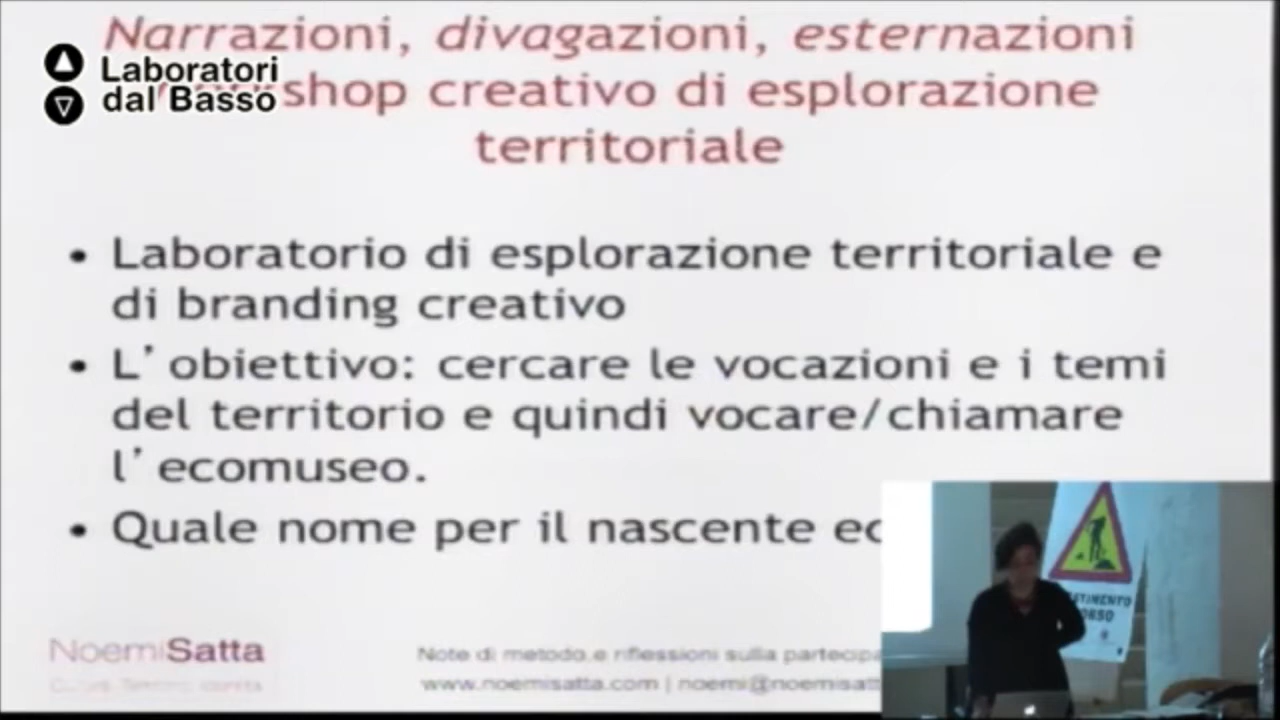 Narrazioni, divagazioni, esternazioni
Laboratori
dal Basso
shop creativo di esplorazione
territoriale
• Laboratorio di esplorazione territoriale e
di branding creativo
• L'obiettivo: cercare le vocazioni e i temi
del territorio e quindi vocare/chiamare
l'ecomuseo.
• Quale nome per il nascente ec
NoemiSatta
Note di metodo e riflessioni sulla partecipa
www.noemisatta.com | noemi@noemisatt